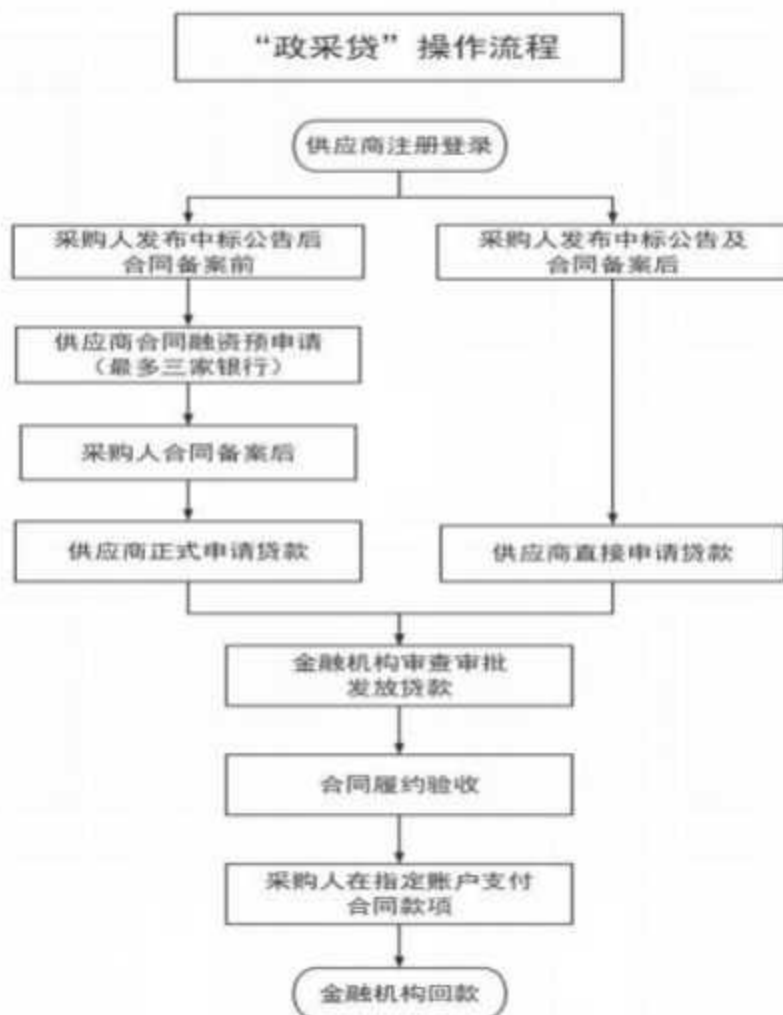 “政采贷”操作流程
供应商注册登录
采购人发布中标公告后
合同备案前
采购人发布中标公告及
合同备案后
供应商合同融资预申请
（最多三家银行）
采购人合同备案后
供应商正式申请贷款
供应商直接申请贷款
金融机构审查审批
发放贷款
合同履约验收
采购人在指定账户支付
合同款项
金融机构回款